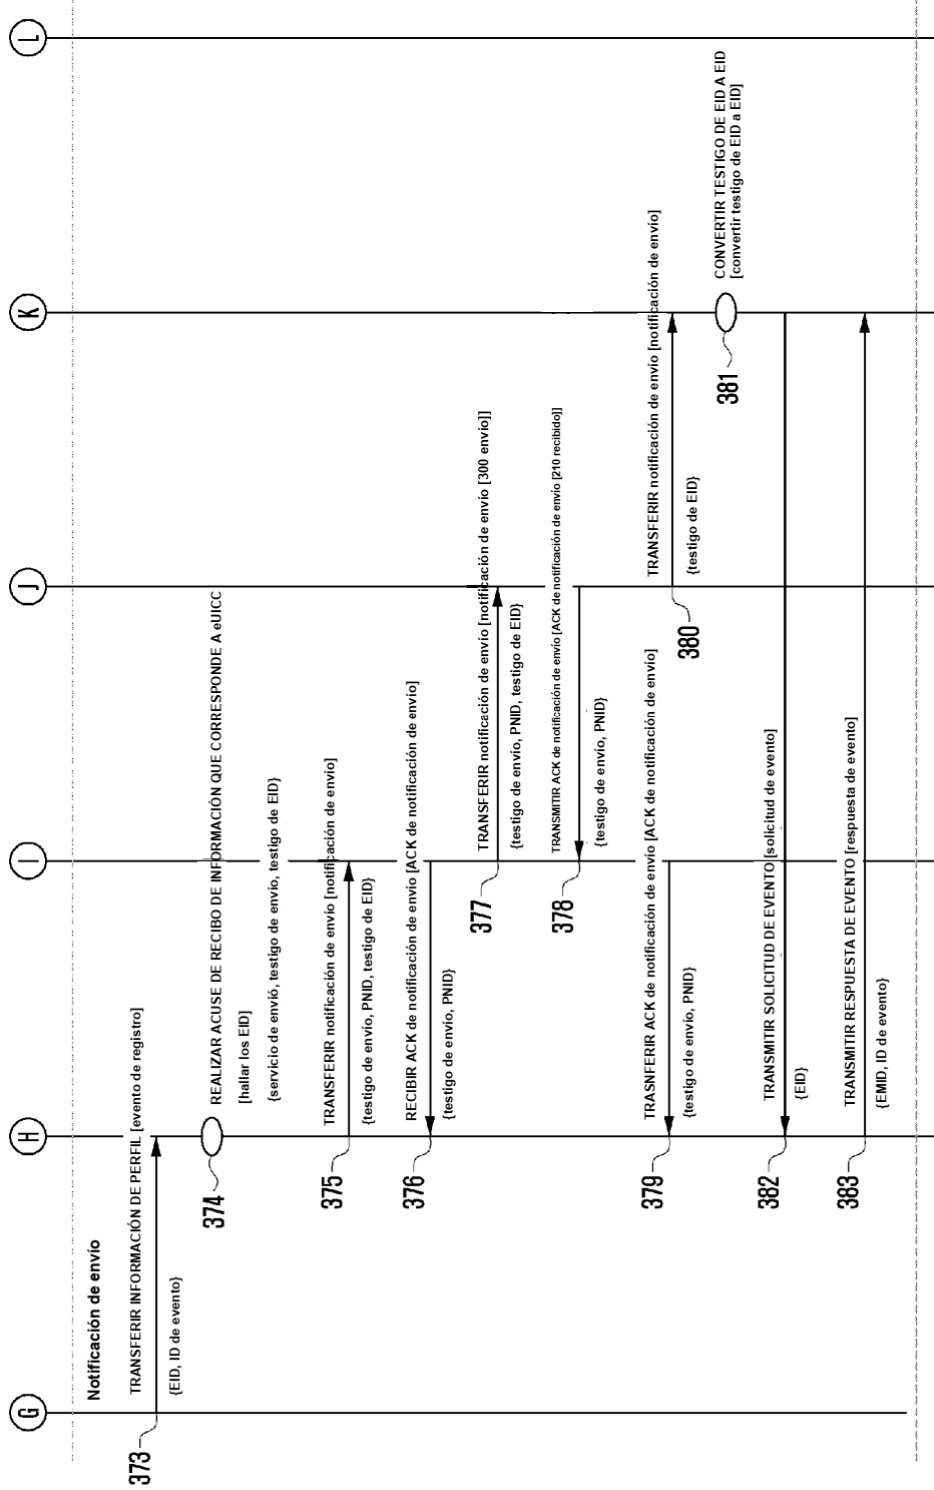 G
H
I
J
K
L
Notificación de envío
TRANSFERIR INFORMACIÓN DE PERFIL [evento de registro]
{EID, ID de evento}
373
REALIZAR ACUSE DE RECIBO DE INFORMACIÓN QUE CORRESPONDE A eUICC
[hallar los EID]
{servicio de envió, testigo de envío, testigo de EID}
374
TRANSFERIR notificación de envío [notificación de envío]
{testigo de envío, PNID, testigo de EID}
375
RECIBIR ACK de notificación de envío [ACK de notificación de envío]
{testigo de envío, PNID}
376
TRANSFERIR notificación de envío [notificación de envío [300 envío]]
{testigo de envío, PNID, testigo de EID}
377
TRANSMITIR ACK de notificación de envío [ACK de notificación de envío [210 recibido]]
{testigo de envío, PNID}
378
TRASNFERIR ACK de notificación de envío [ACK de notificación de envío]
{testigo de envío, PNID}
379
TRANSFERIR notificación de envío [notificación de envío]
{testigo de EID}
380
CONVERTIR TESTIGO DE EID A EID
[convertir testigo de EID a EID]
381
TRANSMITIR SOLICITUD DE EVENTO [solicitud de evento]
{EID}
382
TRANSMITIR RESPUESTA DE EVENTO [respuesta de evento]
{EMID, ID de evento}
383